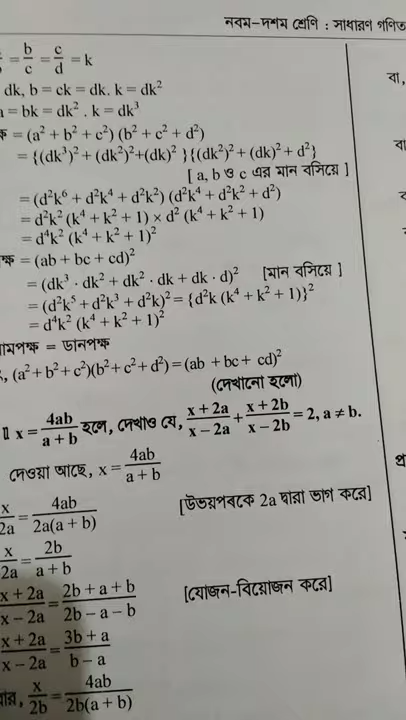 নবম-দশম শ্রেণি : সাধারণ গণিত
= b/c = c/d = k
dk, b = ck = dk. k = dk²
a = bk = dk² . k = dk³
= (a² + b² + c²) (b² + c² + d²)
= {(dk³)² + (dk²)²+(dk)² }{(dk²)² + (dk)² + d²}
[ a, b ও c এর মান বসিয়ে ]
= (d²k⁶ + d²k⁴ + d²k²) (d²k⁴ + d²k² + d²)
= d²k² (k⁴ + k² + 1) × d² (k⁴ + k² + 1)
= d⁴k² (k⁴ + k² + 1)²
ক্ষ = (ab + bc + cd)²
= (dk³ · dk² + dk² · dk + dk · d)² [মান বসিয়ে ]
= (d²k⁵ + d²k³ + d²k)² = {d²k (k⁴ + k² + 1)}²
= d⁴k² (k⁴ + k² + 1)²
ামপক্ষ = ডানপক্ষ
, (a² + b² + c²)(b² + c² + d²) = (ab + bc + cd)²
(দেখানো হলো)
x = 4ab/(a + b) হলে, দেখাও যে, (x + 2a)/(x − 2a) + (x + 2b)/(x − 2b) = 2, a ≠ b.
দেওয়া আছে, x = 4ab/(a + b)
x/2a = 4ab/2a(a + b) [উভয়পক্ষকে 2a দ্বারা ভাগ করে]
x/2a = 2b/(a + b)
(x + 2a)/(x − 2a) = (2b + a + b)/(2b − a − b) [যোজন-বিয়োজন করে]
(x + 2a)/(x − 2a) = (3b + a)/(b − a)
বার, x/2b = 4ab/2b(a + b)
বা,